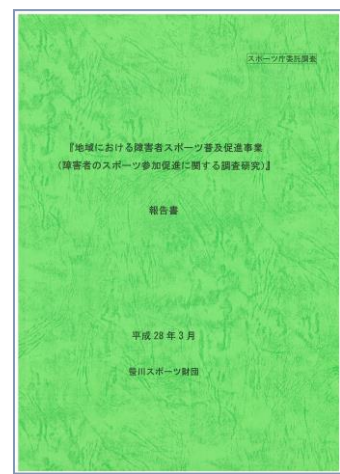 スポーツ庁委託調査
『地域における障害者スポーツ普及促進事業
(障害者のスポーツ参加促進に関する調査研究)』
報告書
平成 28 年 3 月
笹川スポーツ財団